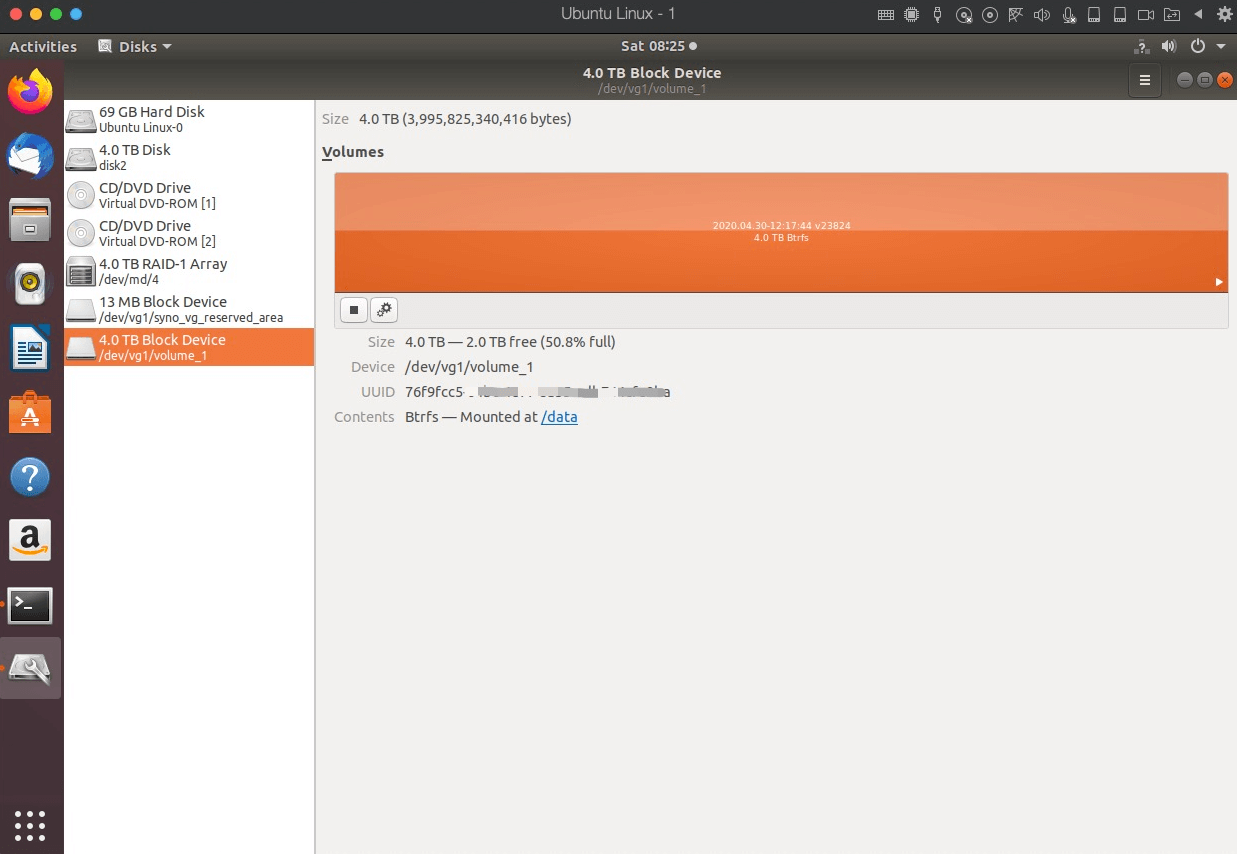 Ubuntu Linux - 1
Activities Disks Sat 08:25
4.0 TB Block Device
/dev/vg1/volume_1
69 GB Hard Disk
Ubuntu Linux-0
4.0 TB Disk
disk2
CD/DVD Drive
Virtual DVD-ROM [1]
CD/DVD Drive
Virtual DVD-ROM [2]
4.0 TB RAID-1 Array
/dev/md/4
13 MB Block Device
/dev/vg1/syno_vg_reserved_area
4.0 TB Block Device
/dev/vg1/volume_1
Size 4.0 TB (3,995,825,340,416 bytes)
Volumes
2020.04.30-12:17:44 v23824
4.0 TB Btrfs
Size 4.0 TB — 2.0 TB free (50.8% full)
Device /dev/vg1/volume_1
UUID 76f9fcc5-
Contents Btrfs — Mounted at /data